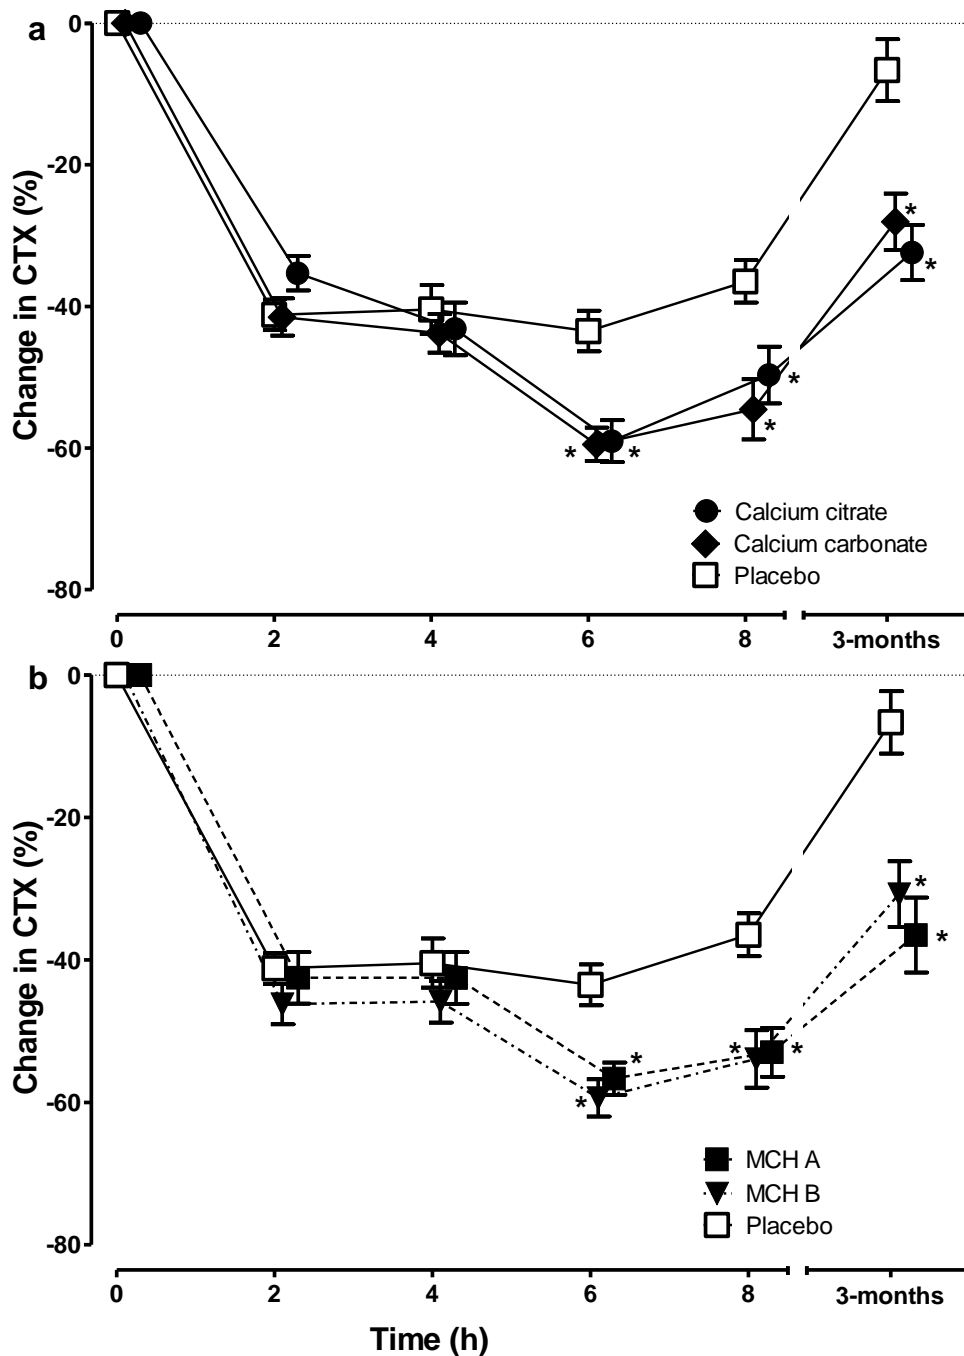 a
0
-20
-40
-60
-80
Change in CTX (%)
*
*
*
*
*
*
Calcium citrate
Calcium carbonate
Placebo
0 2 4 6 8 3-months
b
0
-20
-40
-60
-80
Change in CTX (%)
*
*
*
*
*
*
MCH A
MCH B
Placebo
0 2 4 6 8 3-months
Time (h)